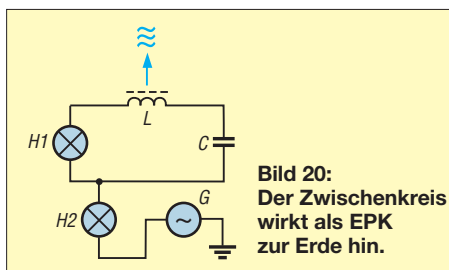 L
H1
C
H2
G
~
Bild 20:
Der Zwischenkreis
wirkt als EPK
zur Erde hin.